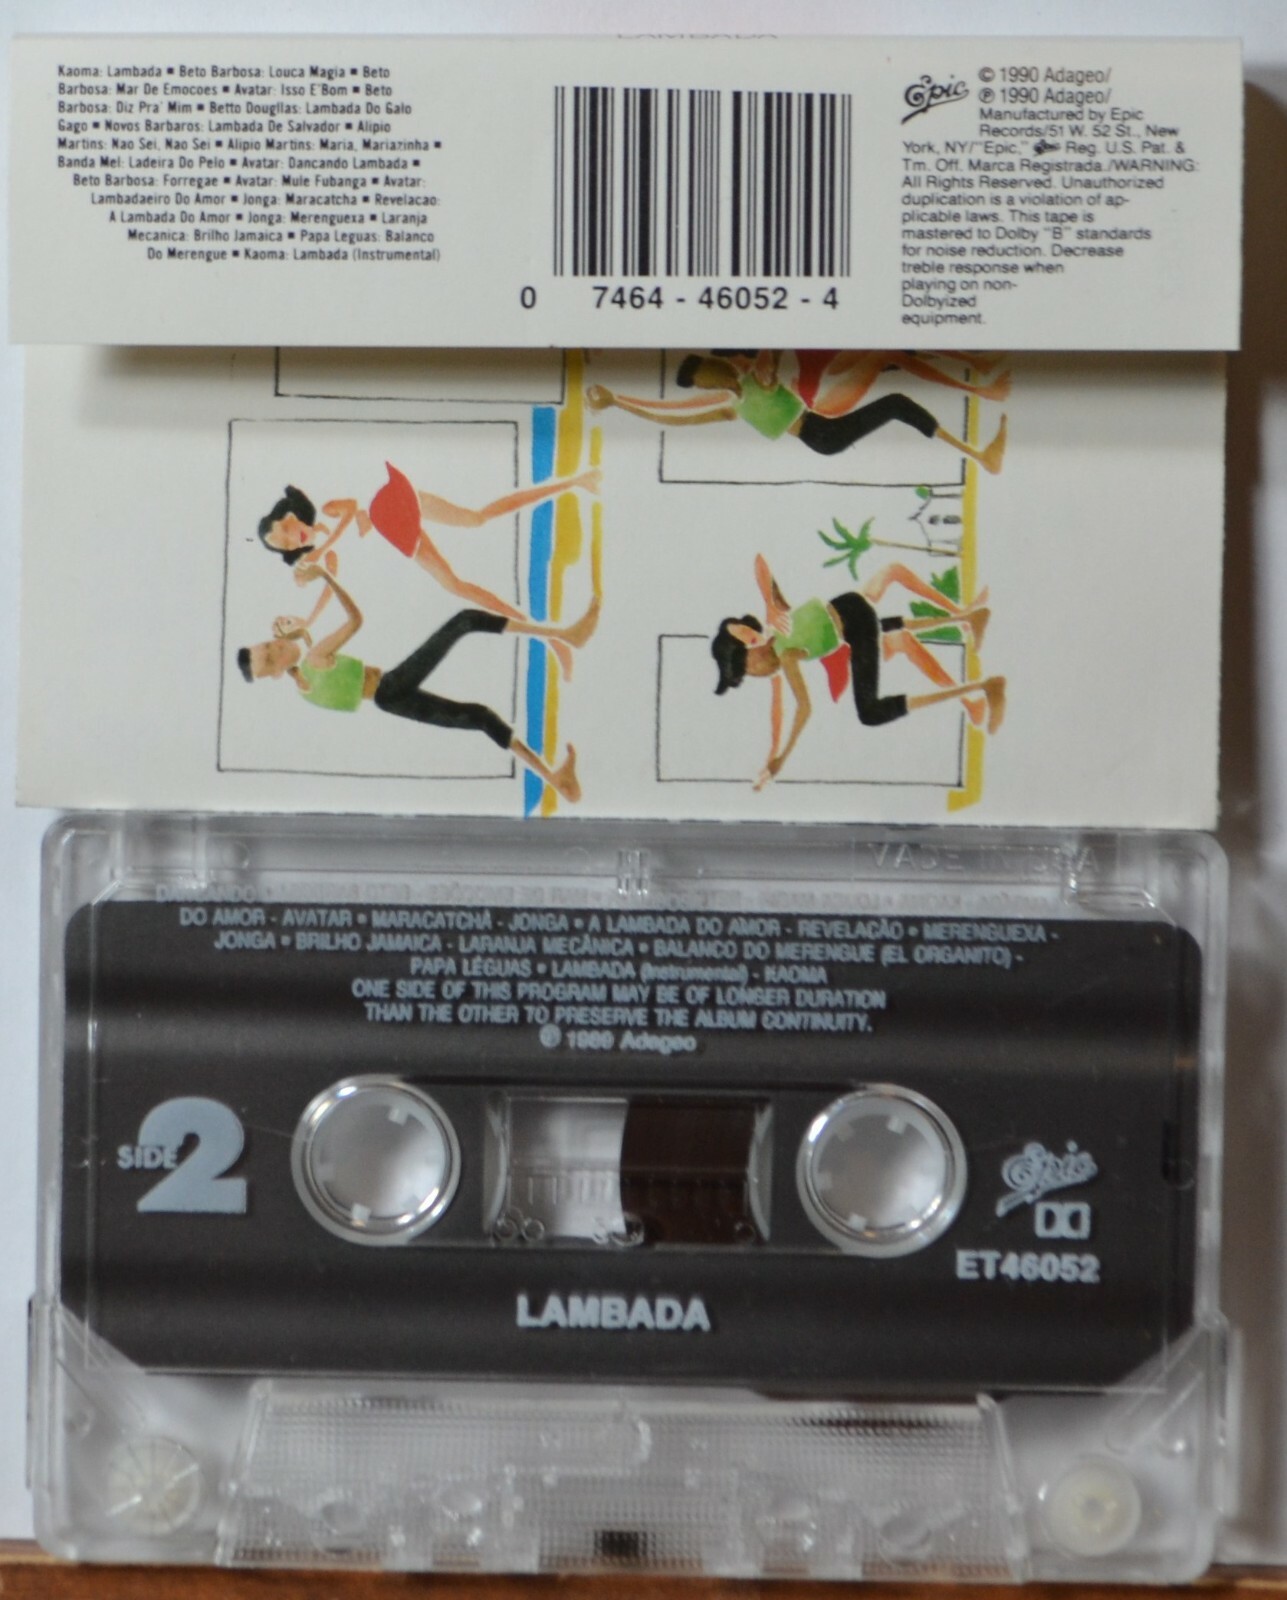 Kaoma: Lambada ■ Beto Barbosa: Louca Magia ■ Beto
Barbosa: Mar De Emocoes ■ Avatar: Isso E'Bom ■ Beto
Barbosa: Diz Pra' Mim ■ Betto Dougllas: Lambada Do Galo
Gago ■ Novos Barbaros: Lambada De Salvador ■ Alipio
Martins: Nao Sei, Nao Sei ■ Alipio Martins: Maria, Mariazinha ■
Banda Mel: Ladeira Do Pelo ■ Avatar: Dancando Lambada ■
Beto Barbosa: Forregae ■ Avatar: Mule Fubanga ■ Avatar:
Lambadaeiro Do Amor ■ Jonga: Maracatcha ■ Revelacao:
A Lambada Do Amor ■ Jonga: Merenguexa ■ Laranja
Mecanica: Brilho Jamaica ■ Papa Leguas: Balanco
Do Merengue ■ Kaoma: Lambada (Instrumental)
0 7464 - 46052 - 4
Epic
© 1990 Adageo/
℗ 1990 Adageo/
Manufactured by Epic
Records/51 W. 52 St., New
York, NY/"Epic," Epic Reg. U.S. Pat. &
Tm. Off. Marca Registrada./WARNING:
All Rights Reserved. Unauthorized
duplication is a violation of ap-
plicable laws. This tape is
mastered to Dolby "B" standards
for noise reduction. Decrease
treble response when
playing on non-
Dolbyized
equipment.
MADE IN USA
DO AMOR - AVATAR • MARACATCHÁ - JONGA • A LAMBADA DO AMOR - REVELAÇÃO • MERENGUEXA -
JONGA • BRILHO JAMAICA - LARANJA MECÂNICA • BALANCO DO MERENGUE (EL ORGANITO) -
PAPA LÉGUAS • LAMBADA (Instrumental) - KAOMA
ONE SIDE OF THIS PROGRAM MAY BE OF LONGER DURATION
THAN THE OTHER TO PRESERVE THE ALBUM CONTINUITY.
℗ 1989 Adageo
SIDE 2
Epic
ET46052
LAMBADA